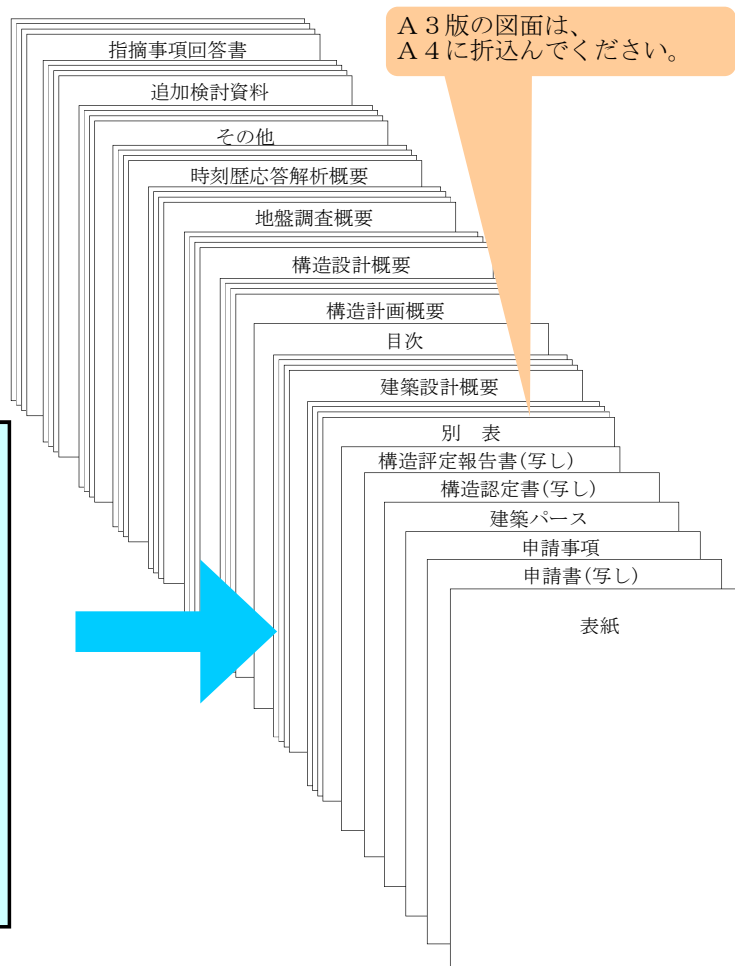 Ａ３版の図面は、
Ａ４に折込んでください。
指摘事項回答書
追加検討資料
その他
時刻歴応答解析概要
地盤調査概要
構造設計概要
構造計画概要
目次
建築設計概要
別　表
構造評定報告書(写し)
構造認定書(写し)
建築パース
申請事項
申請書(写し)
表紙